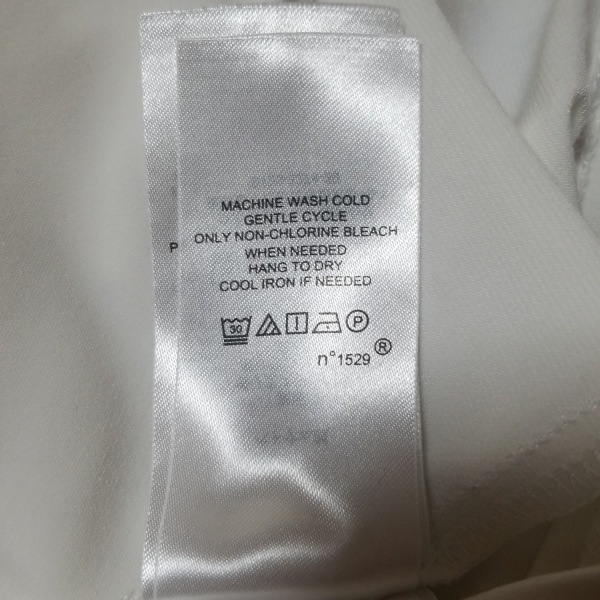 MACHINE WASH COLD
GENTLE CYCLE
ONLY NON-CHLORINE BLEACH
WHEN NEEDED
HANG TO DRY
COOL IRON IF NEEDED
P
30 P
n°1529 ®